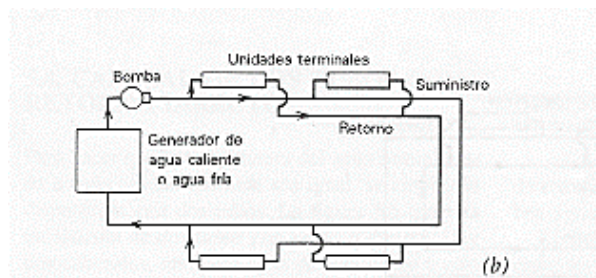 Unidades terminales
Bomba
Suministro
Retorno
Generador de
agua caliente
o agua fría
(b)